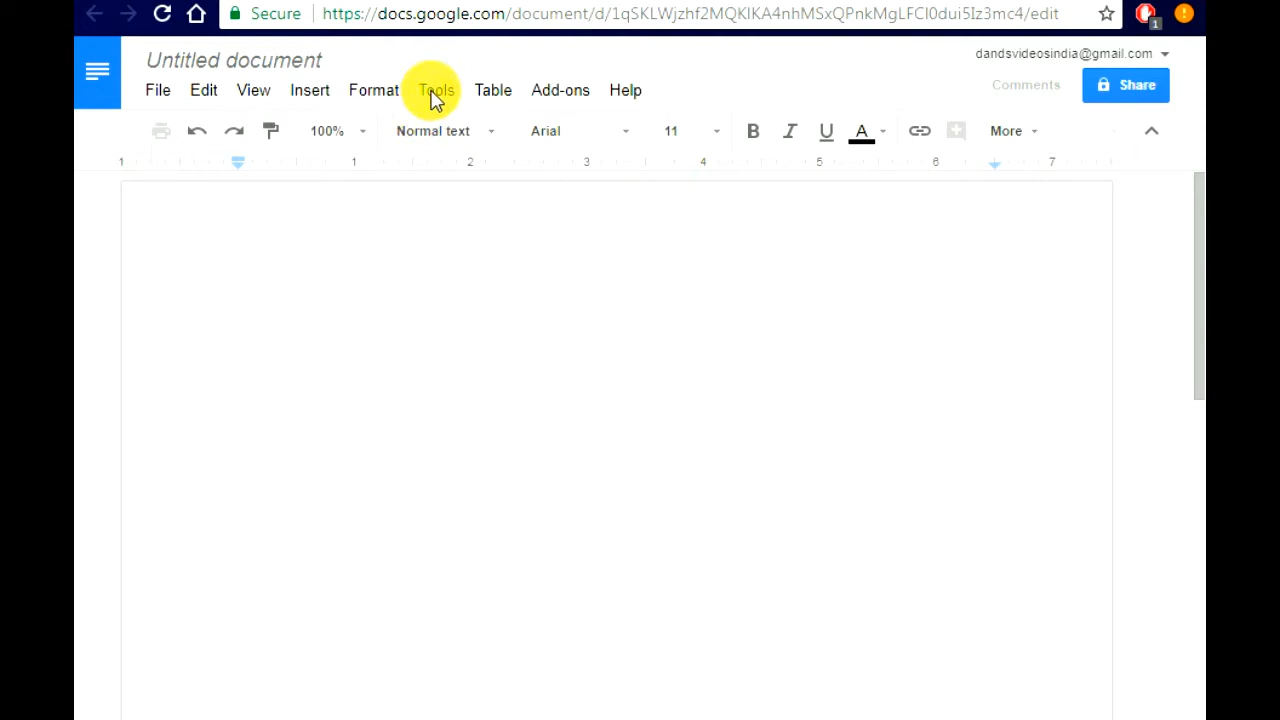 Secure https://docs.google.com/document/d/1qSKLWjzhf2MQKlKA4nhMSxQPnkMgLFCl0dui5Iz3mc4/edit
1
Untitled document
dandsvideosindia@gmail.com
File Edit View Insert Format Tools Table Add-ons Help
Comments Share
100% Normal text Arial 11 B I U A More
1 1 2 3 4 5 6 7